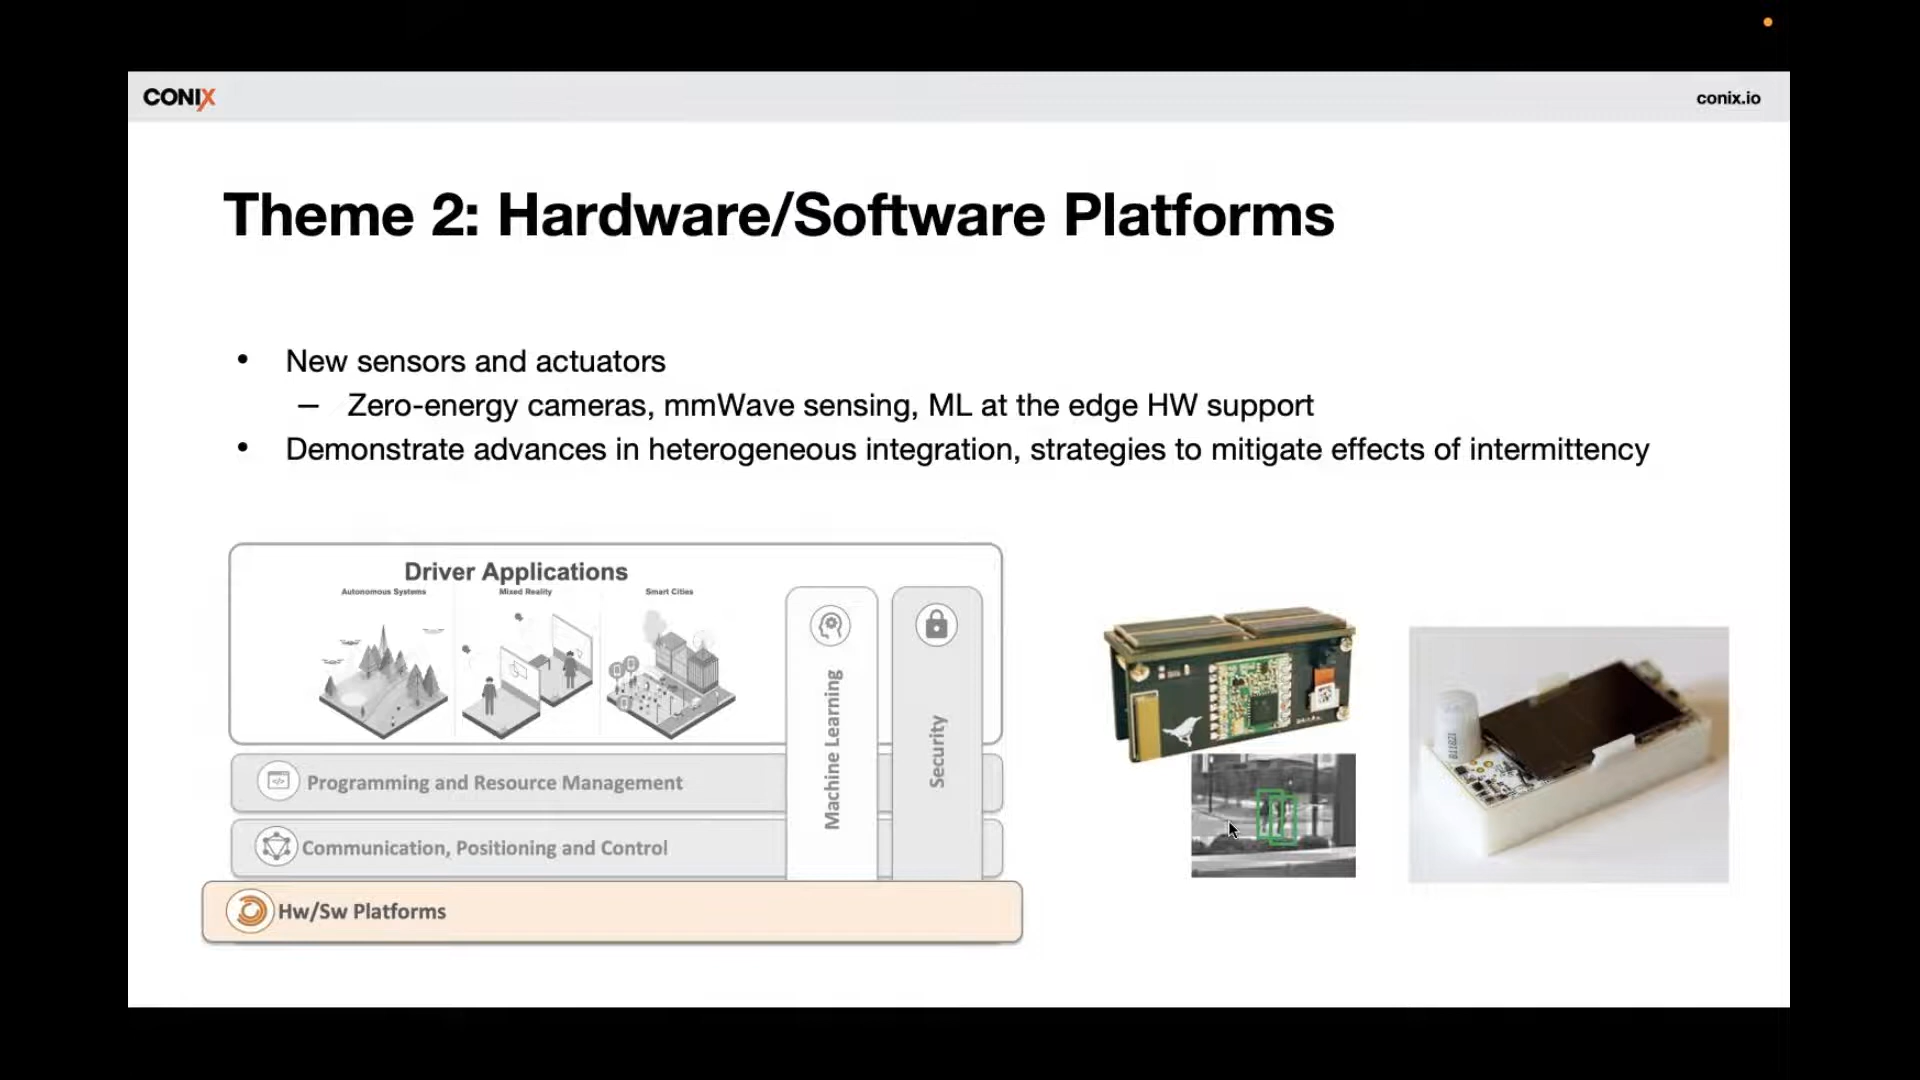 CONIX
conix.io
Theme 2: Hardware/Software Platforms
• New sensors and actuators
– Zero-energy cameras, mmWave sensing, ML at the edge HW support
• Demonstrate advances in heterogeneous integration, strategies to mitigate effects of intermittency
Driver Applications
Autonomous Systems
Mixed Reality
Smart Cities
Machine Learning
Security
Programming and Resource Management
Communication, Positioning and Control
Hw/Sw Platforms